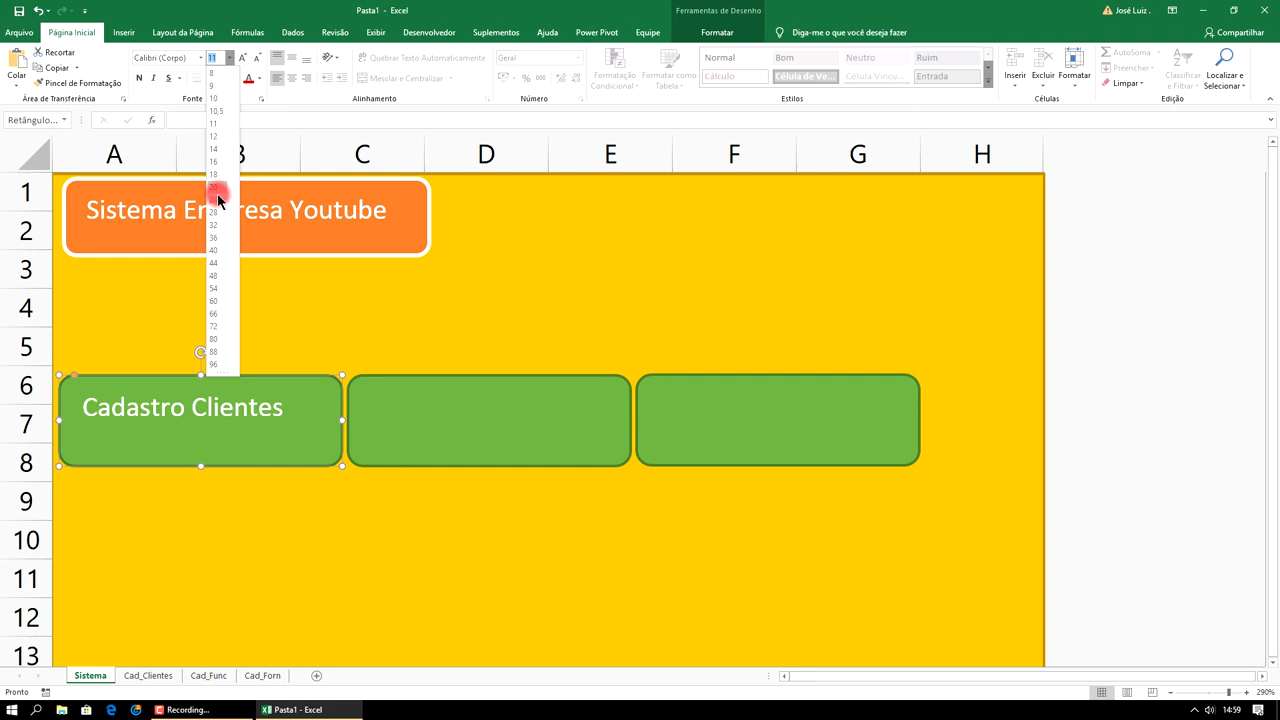 Pasta1 - Excel
Ferramentas de Desenho
José Luiz .
Arquivo
Página Inicial
Inserir
Layout da Página
Fórmulas
Dados
Revisão
Exibir
Desenvolvedor
Suplementos
Ajuda
Power Pivot
Equipe
Formatar
Diga-me o que você deseja fazer
Compartilhar
Colar
Recortar
Copiar
Pincel de Formatação
Área de Transferência
Calibri (Corpo)
11
N I S
Fonte
Quebrar Texto Automaticamente
Mesclar e Centralizar
Alinhamento
Geral
% 000
Número
Formatação Condicional
Formatar como Tabela
Normal
Bom
Neutro
Ruim
Cálculo
Célula de Ve...
Célula Vincu...
Entrada
Estilos
Inserir
Excluir
Formatar
Células
AutoSoma
Preencher
Limpar
Classificar e Filtrar
Localizar e Selecionar
Edição
8
9
10
10,5
11
12
14
16
18
20
28
32
36
40
44
48
54
60
66
72
80
88
96
Retângulo...
fx
A B C D E F G H
1
2
3
4
5
6
7
8
9
10
11
12
13
Cadastro Clientes
Sistema
Cad_Clientes
Cad_Func
Cad_Forn
Pronto
290%
Recording...
Pasta1 - Excel
14:59